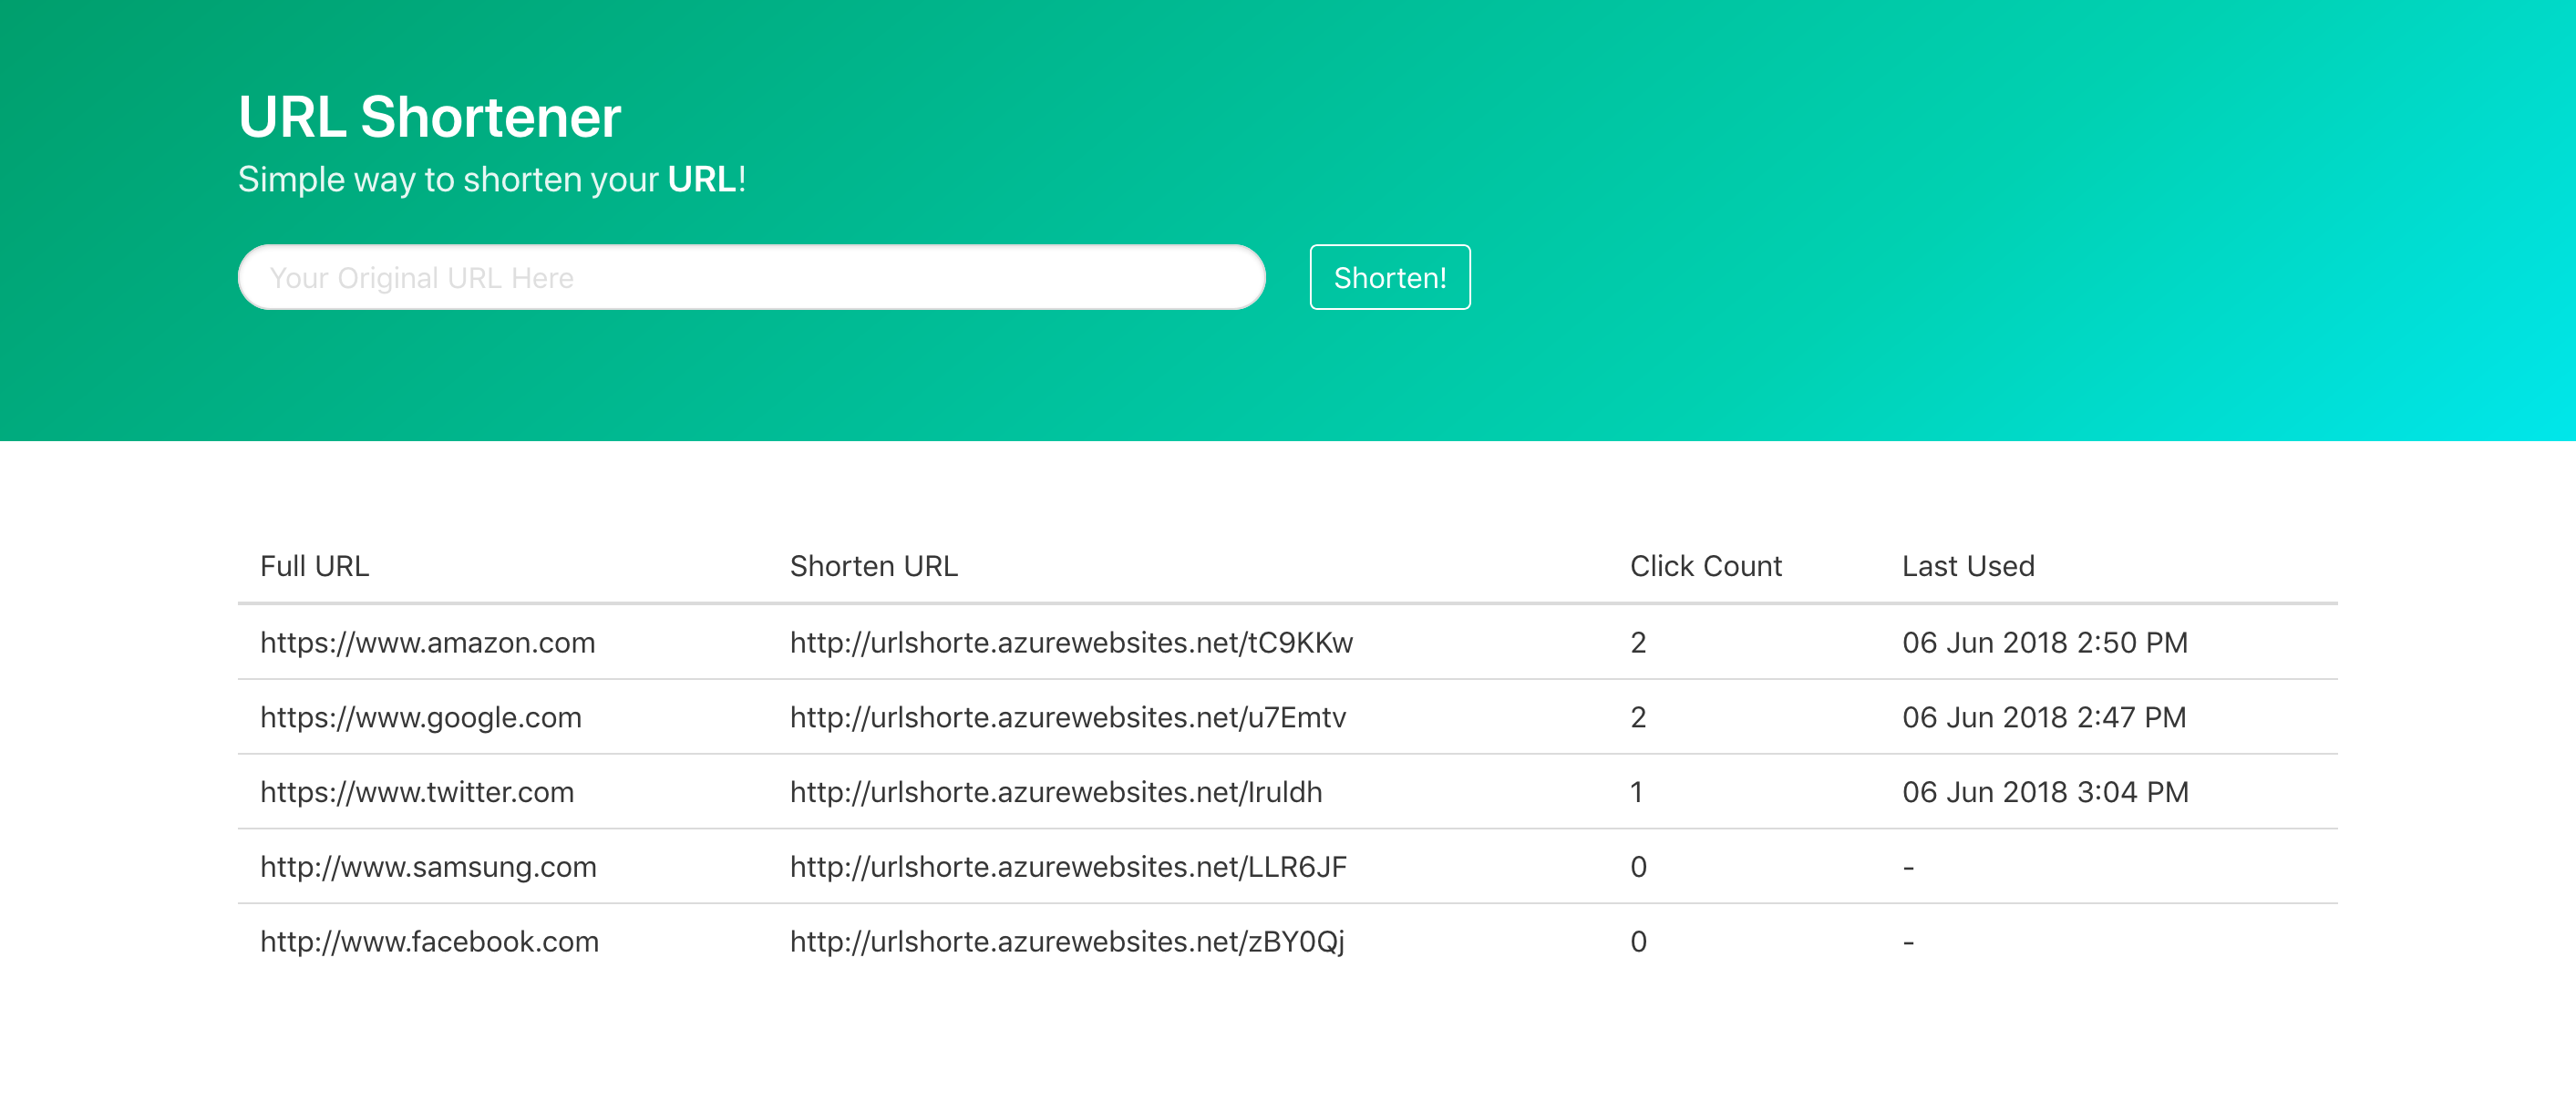 URL Shortener
Simple way to shorten your URL!
Your Original URL Here Shorten!
Full URL Shorten URL Click Count Last Used
https://www.amazon.com http://urlshorte.azurewebsites.net/tC9KKw 2 06 Jun 2018 2:50 PM
https://www.google.com http://urlshorte.azurewebsites.net/u7Emtv 2 06 Jun 2018 2:47 PM
https://www.twitter.com http://urlshorte.azurewebsites.net/Iruldh 1 06 Jun 2018 3:04 PM
http://www.samsung.com http://urlshorte.azurewebsites.net/LLR6JF 0 -
http://www.facebook.com http://urlshorte.azurewebsites.net/zBY0Qj 0 -